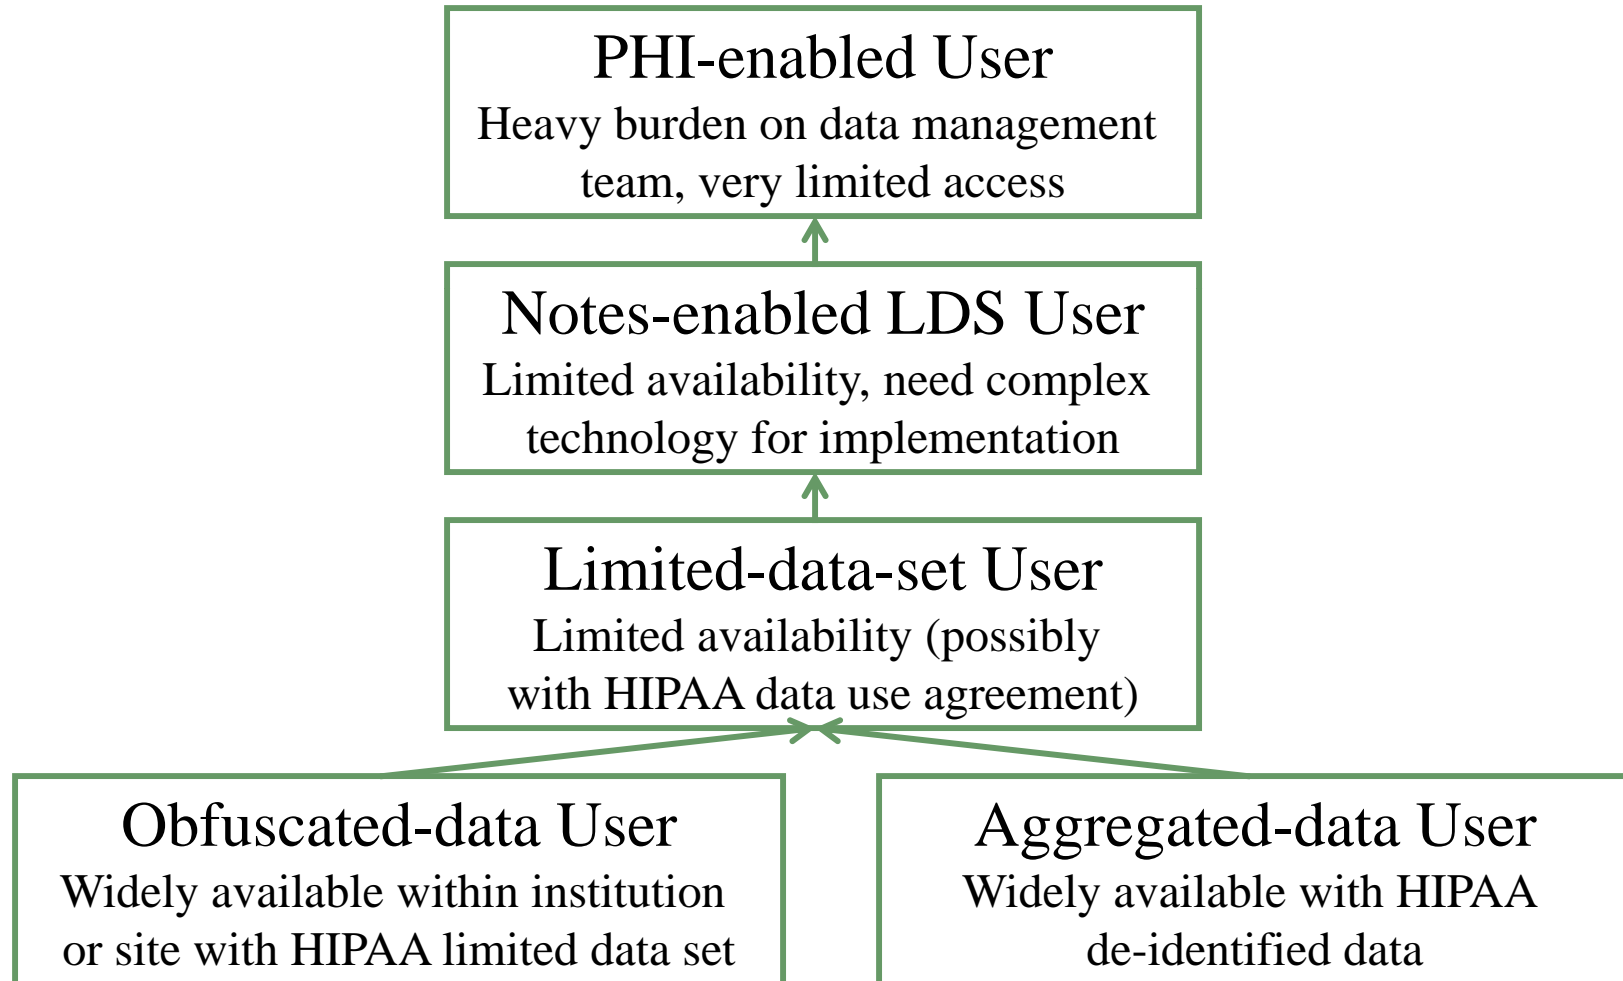 PHI-enabled User
Heavy burden on data management
team, very limited access
Notes-enabled LDS User
Limited availability, need complex
technology for implementation
Limited-data-set User
Limited availability (possibly
with HIPAA data use agreement)
Obfuscated-data User
Widely available within institution
or site with HIPAA limited data set
Aggregated-data User
Widely available with HIPAA
de-identified data